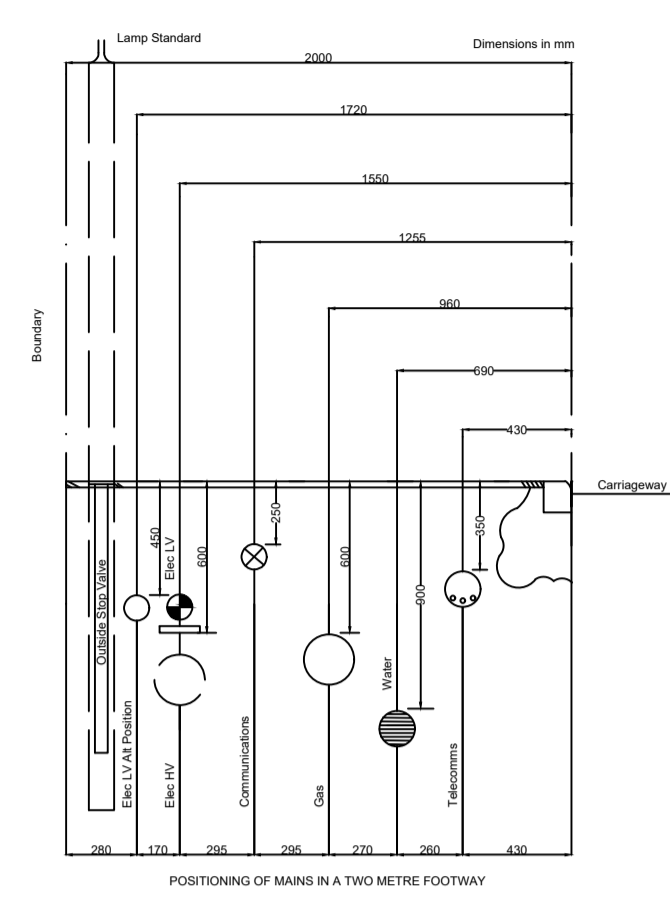 Lamp Standard
Dimensions in mm
2000
1720
1550
1255
960
690
430
Boundary
Carriageway
450
Elec LV
600
250
600
900
350
Outside Stop Valve
Elec LV Alt Position
Elec HV
Communications
Gas
Water
Telecomms
280
170
295
295
270
260
430
POSITIONING OF MAINS IN A TWO METRE FOOTWAY